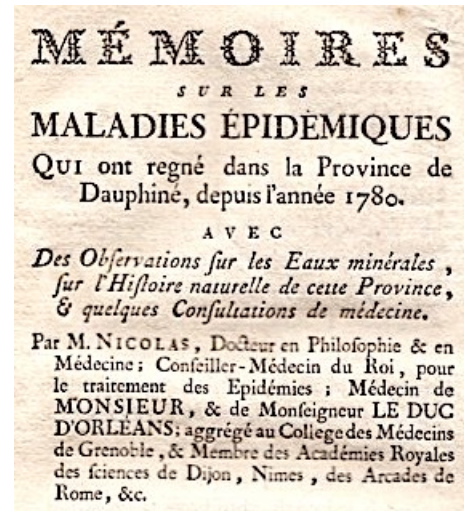 MÉMOIRES
SUR LES
MALADIES ÉPIDÉMIQUES
QUI ont regné dans la Province de
Dauphiné, depuis l'année 1780.
AVEC
Des Obſervations ſur les Eaux minérales,
ſur l'Hiſtoire naturelle de cette Province,
& quelques Conſultations de médecine.
Par M. NICOLAS, Docteur en Philoſophie & en
Médecine; Conſeiller-Médecin du Roi, pour
le traitement des Epidémies; Médecin de
MONSIEUR, & de Monſeigneur LE DUC
D'ORLÉANS; aggrégé au College des Médecins
de Grenoble, & Membre des Académies Royales
des ſciences de Dijon, Nimes, des Arcades de
Rome, &c.